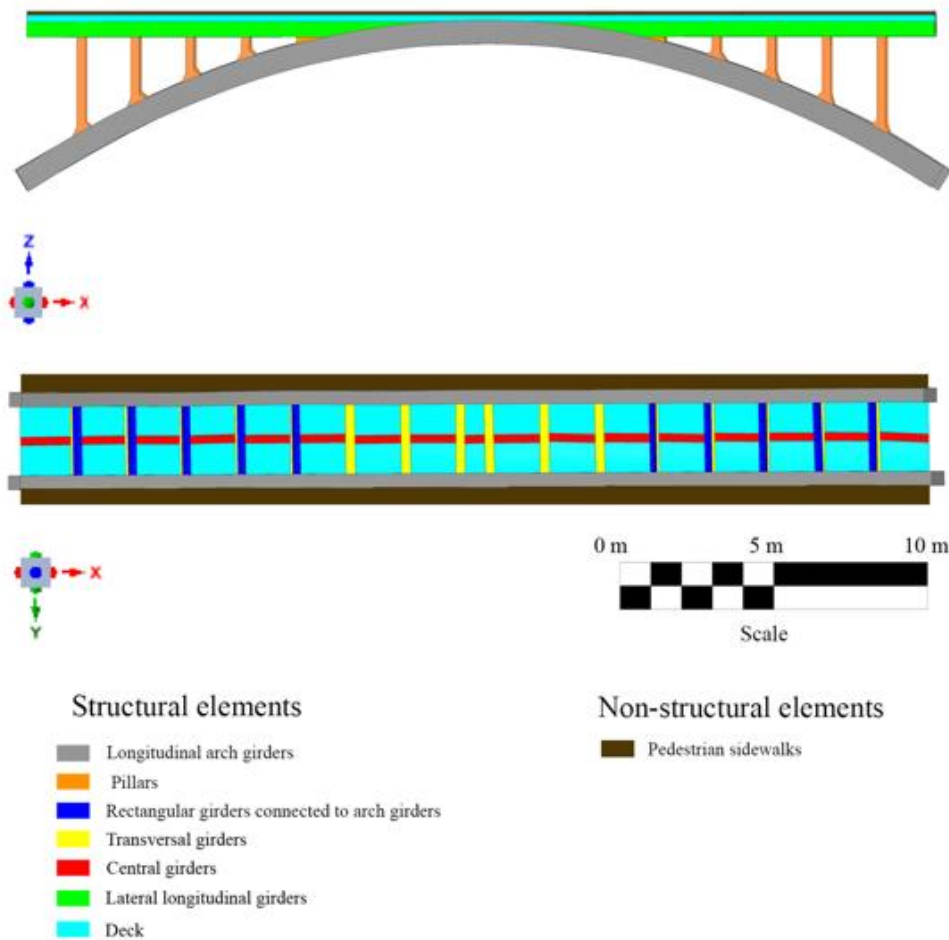 Z
X
X
Y
0 m 5 m 10 m
Scale
Structural elements
Longitudinal arch girders
Pillars
Rectangular girders connected to arch girders
Transversal girders
Central girders
Lateral longitudinal girders
Deck
Non-structural elements
Pedestrian sidewalks